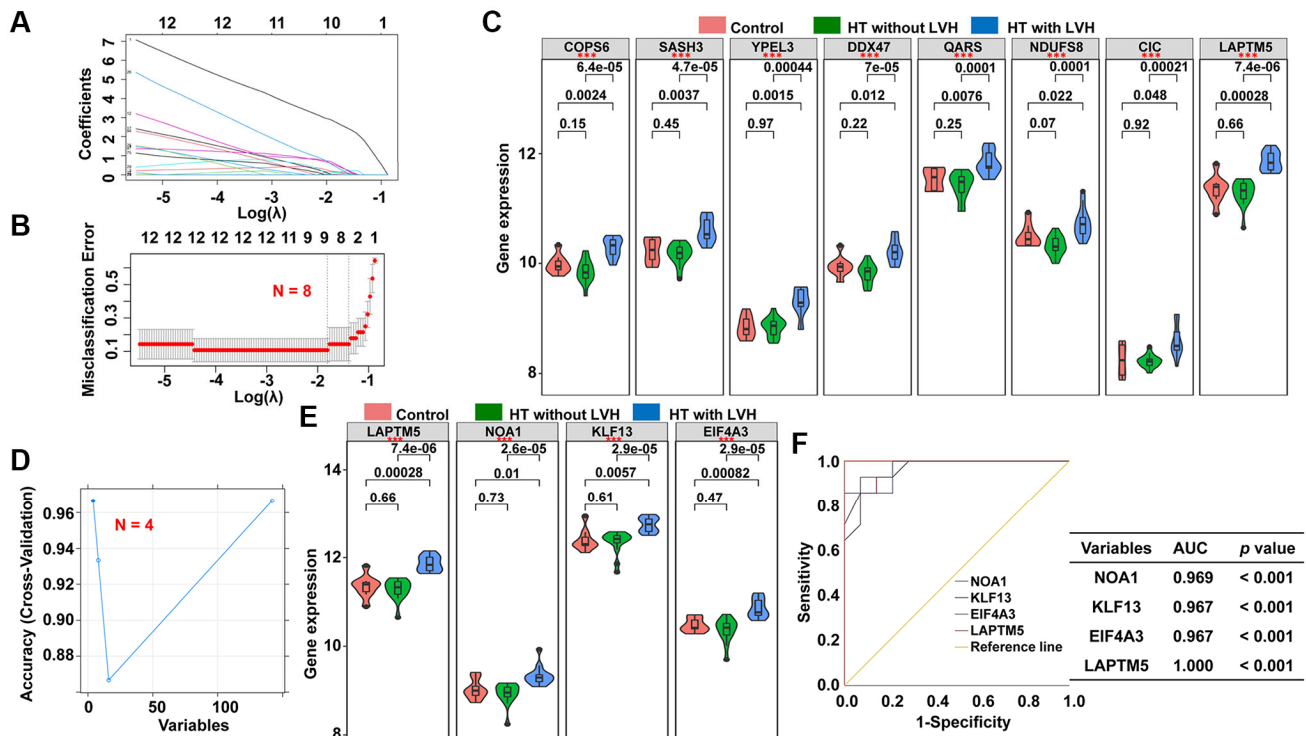 A
12 12 11 10 1
Coefficients
7
6
5
4
3
2
1
0
-5 -4 -3 -2 -1
Log(λ)
B
12 12 12 12 12 12 11 9 9 8 2 1
Misclassification Error
0.5
0.3
0.1
N = 8
-5 -4 -3 -2 -1
Log(λ)
C
Control HT without LVH HT with LVH
COPS6 SASH3 YPEL3 DDX47 QARS NDUFS8 CIC LAPTM5
*** *** *** *** *** *** *** ***
6.4e-05 4.7e-05 0.00044 7e-05 0.0001 0.0001 0.00021 7.4e-06
0.0024 0.0037 0.0015 0.012 0.0076 0.022 0.048 0.00028
0.15 0.45 0.97 0.22 0.25 0.07 0.92 0.66
Gene expression
12
10
8
D
Accuracy (Cross-Validation)
0.96
0.94
0.92
0.90
0.88
N = 4
0 50 100
Variables
E
Control HT without LVH HT with LVH
LAPTM5 NOA1 KLF13 EIF4A3
*** *** *** ***
7.4e-06 2.6e-05 2.9e-05 2.9e-05
0.00028 0.01 0.0057 0.00082
0.66 0.73 0.61 0.47
Gene expression
14
12
10
8
F
Sensitivity
1.0
0.8
0.6
0.4
0.2
0.0
NOA1
KLF13
EIF4A3
LAPTM5
Reference line
0.0 0.2 0.4 0.6 0.8 1.0
1-Specificity
Variables AUC p value
NOA1 0.969 < 0.001
KLF13 0.967 < 0.001
EIF4A3 0.967 < 0.001
LAPTM5 1.000 < 0.001